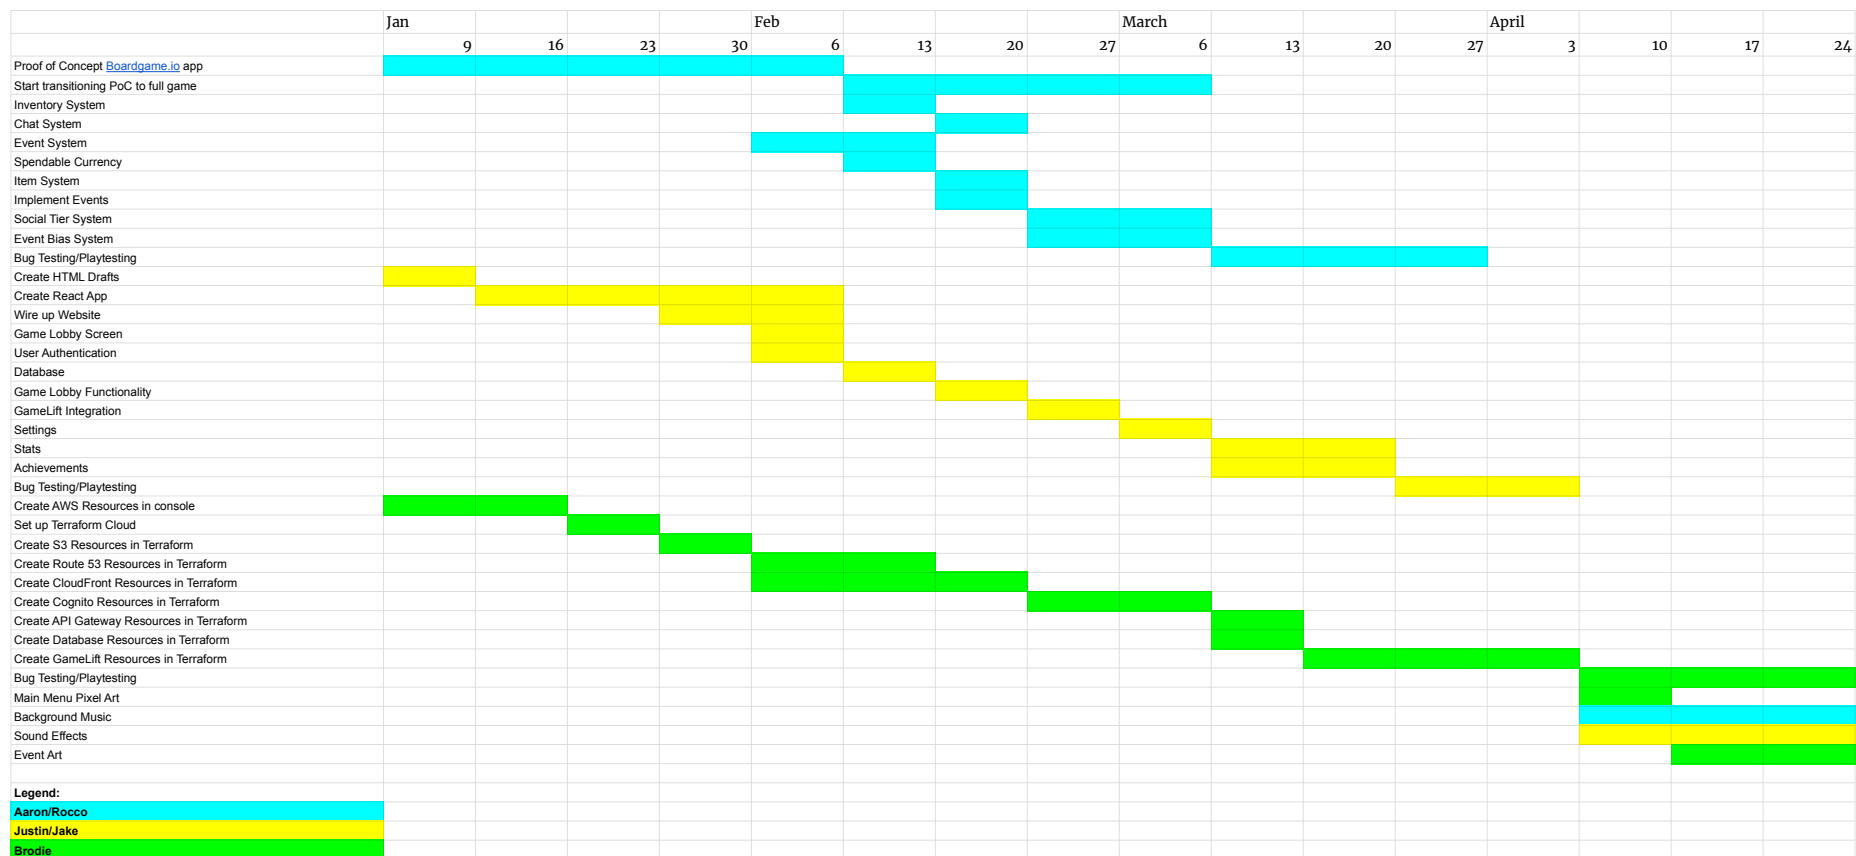 Jan Feb March April
9 16 23 30 6 13 20 27 6 13 20 27 3 10 17 24
Proof of Concept Boardgame.io app
Start transitioning PoC to full game
Inventory System
Chat System
Event System
Spendable Currency
Item System
Implement Events
Social Tier System
Event Bias System
Bug Testing/Playtesting
Create HTML Drafts
Create React App
Wire up Website
Game Lobby Screen
User Authentication
Database
Game Lobby Functionality
GameLift Integration
Settings
Stats
Achievements
Bug Testing/Playtesting
Create AWS Resources in console
Set up Terraform Cloud
Create S3 Resources in Terraform
Create Route 53 Resources in Terraform
Create CloudFront Resources in Terraform
Create Cognito Resources in Terraform
Create API Gateway Resources in Terraform
Create Database Resources in Terraform
Create GameLift Resources in Terraform
Bug Testing/Playtesting
Main Menu Pixel Art
Background Music
Sound Effects
Event Art
Legend:
Aaron/Rocco
Justin/Jake
Brodie